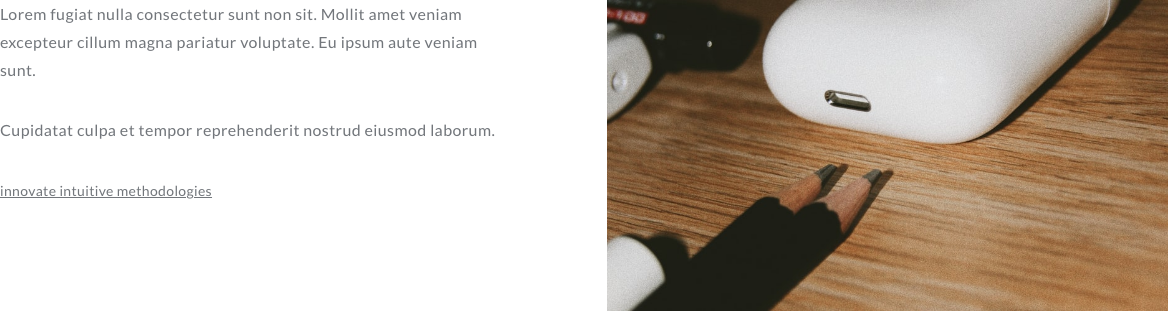 Lorem fugiat nulla consectetur sunt non sit. Mollit amet veniam
excepteur cillum magna pariatur voluptate. Eu ipsum aute veniam
sunt.
Cupidatat culpa et tempor reprehenderit nostrud eiusmod laborum.
innovate intuitive methodologies